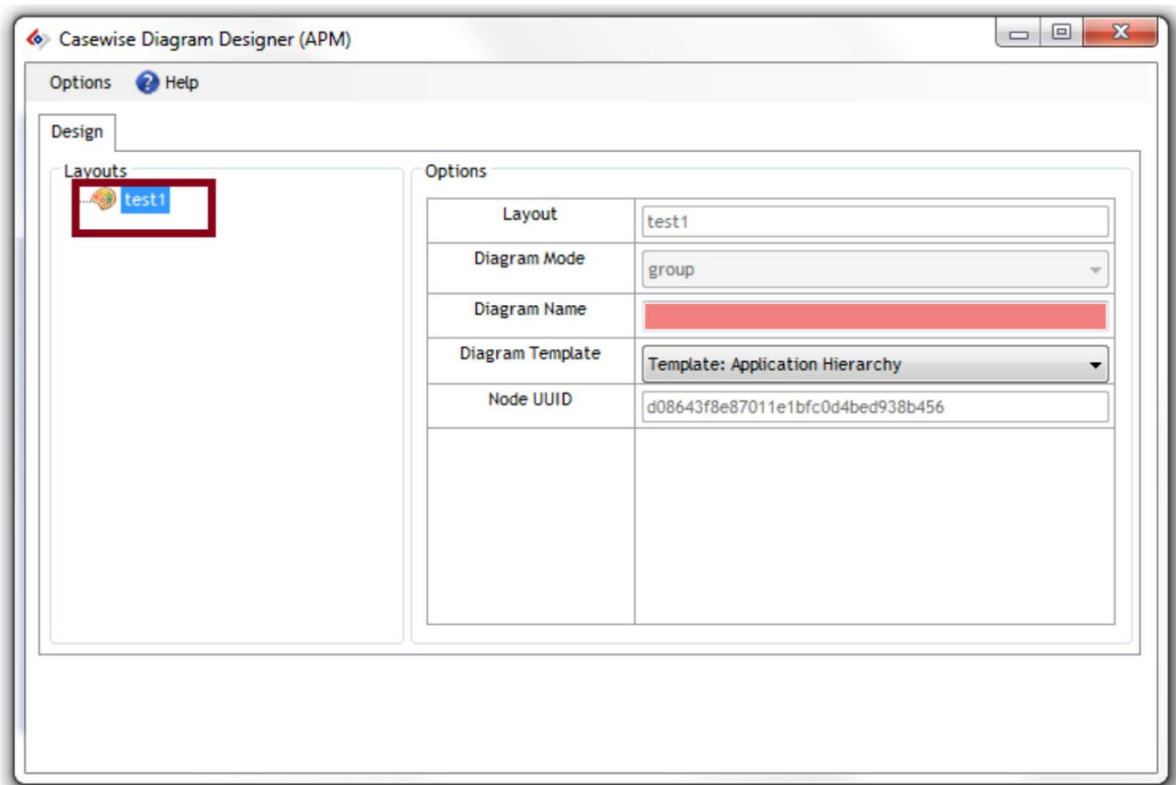 Casewise Diagram Designer (APM)
Options Help
Design
Layouts
test1
Options
Layout test1
Diagram Mode group
Diagram Name
Diagram Template Template: Application Hierarchy
Node UUID d08643f8e87011e1bfc0d4bed938b456